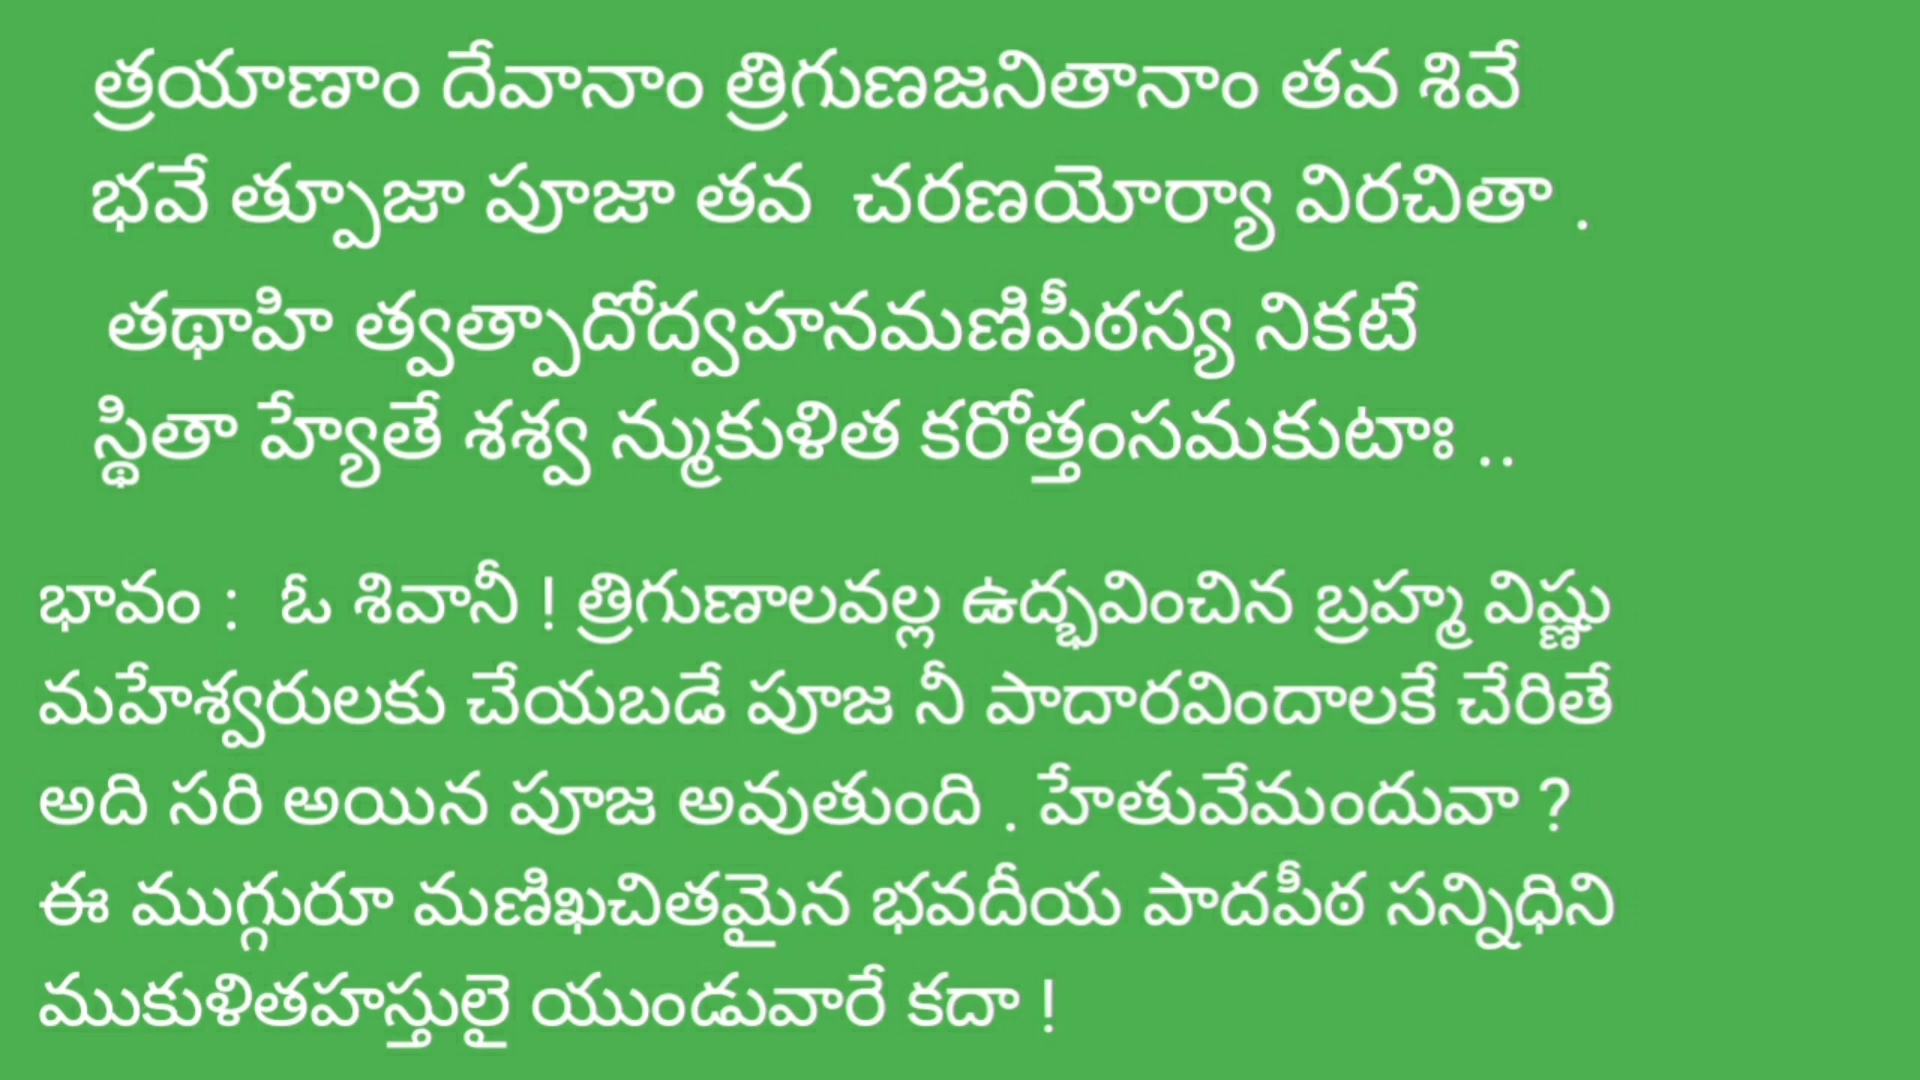 త్రయాణాం దేవానాం త్రిగుణజనితానాం తవ శివే
భవే త్పూజా పూజా తవ  చరణయోర్యా విరచితా .
తథాహి త్వత్పాదోద్వహనమణిపీఠస్య నికటే
స్థితా హ్యేతే శశ్వ న్ముకుళిత కరోత్తంసమకుటాః ..
భావం :  ఓ శివానీ ! త్రిగుణాలవల్ల ఉద్భవించిన బ్రహ్మ విష్ణు
మహేశ్వరులకు చేయబడే పూజ నీ పాదారవిందాలకే చేరితే
అది సరి అయిన పూజ అవుతుంది . హేతువేమందువా ?
ఈ ముగ్గురూ మణిఖచితమైన భవదీయ పాదపీఠ సన్నిధిని
ముకుళితహస్తులై యుండువారే కదా !